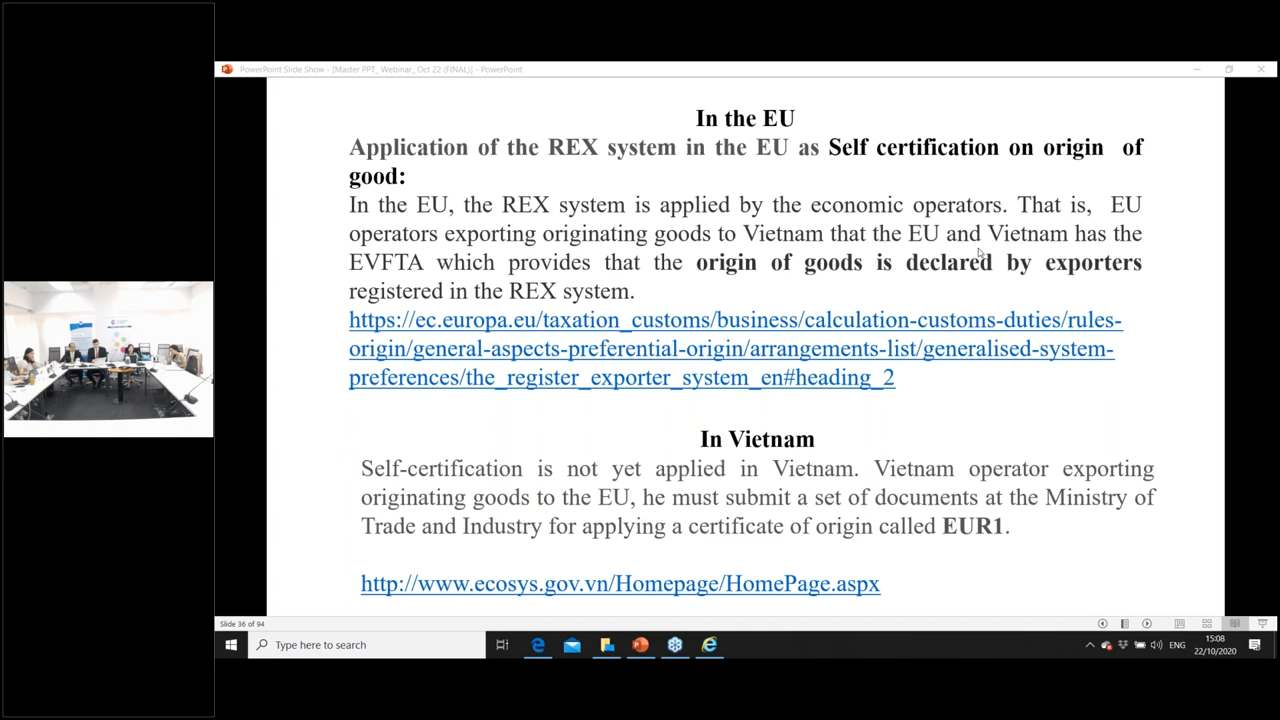 PowerPoint Slide Show - [Master PPT_ Webinar_ Oct 22 (FINAL)] - PowerPoint
In the EU
Application of the REX system in the EU as Self certification on origin of
good:
In the EU, the REX system is applied by the economic operators. That is, EU
operators exporting originating goods to Vietnam that the EU and Vietnam has the
EVFTA which provides that the origin of goods is declared by exporters
registered in the REX system.
https://ec.europa.eu/taxation_customs/business/calculation-customs-duties/rules-
origin/general-aspects-preferential-origin/arrangements-list/generalised-system-
preferences/the_register_exporter_system_en#heading_2
In Vietnam
Self-certification is not yet applied in Vietnam. Vietnam operator exporting
originating goods to the EU, he must submit a set of documents at the Ministry of
Trade and Industry for applying a certificate of origin called EUR1.
http://www.ecosys.gov.vn/Homepage/HomePage.aspx
Slide 36 of 94
Type here to search
ENG
15:08
22/10/2020